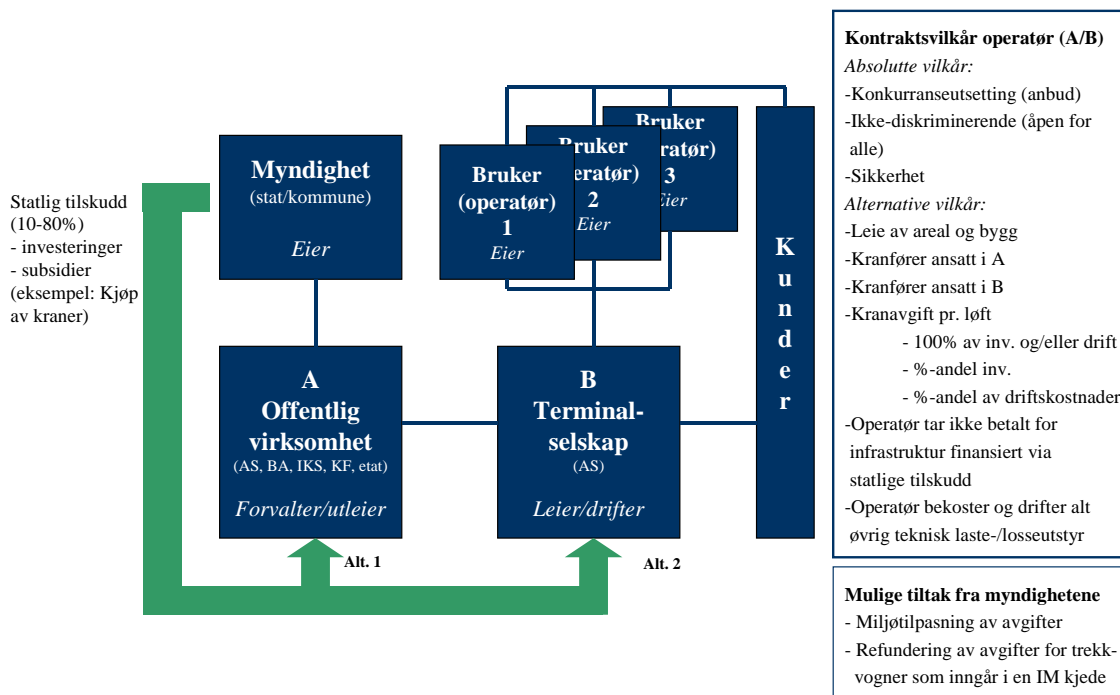 Statlig tilskudd
(10-80%)
- investeringer
- subsidier
(eksempel: Kjøp
av kraner)
Myndighet
(stat/kommune)
Eier
Bruker
(operatør)
1
Eier
Bruker
eratør)
2
Eier
Bruker
ratør)
3
Eier
K
u
n
d
e
r
A
Offentlig
virksomhet
(AS, BA, IKS, KF, etat)
Forvalter/utleier
B
Terminal-
selskap
(AS)
Leier/drifter
Alt. 1
Alt. 2
Kontraktsvilkår operatør (A/B)
Absolutte vilkår:
-Konkurranseutsetting (anbud)
-Ikke-diskriminerende (åpen for
alle)
-Sikkerhet
Alternative vilkår:
-Leie av areal og bygg
-Kranfører ansatt i A
-Kranfører ansatt i B
-Kranavgift pr. løft
- 100% av inv. og/eller drift
- %-andel inv.
- %-andel av driftskostnader
-Operatør tar ikke betalt for
infrastruktur finansiert via
statlige tilskudd
-Operatør bekoster og drifter alt
øvrig teknisk laste-/losseutstyr
Mulige tiltak fra myndighetene
- Miljøtilpasning av avgifter
- Refundering av avgifter for trekk-
vogner som inngår i en IM kjede